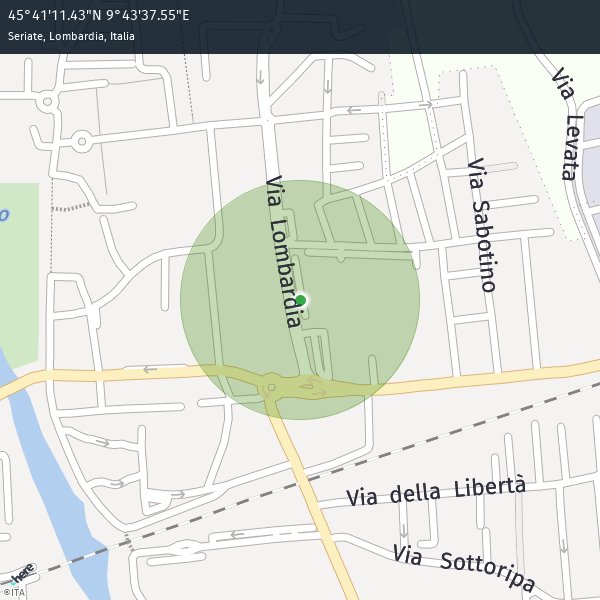 45°41'11.43"N 9°43'37.55"E
Seriate, Lombardia, Italia
Via Levata
Via Sabotino
Via Lombardia
o
Via della Libertà
Via Sottoripa
here
©ITA